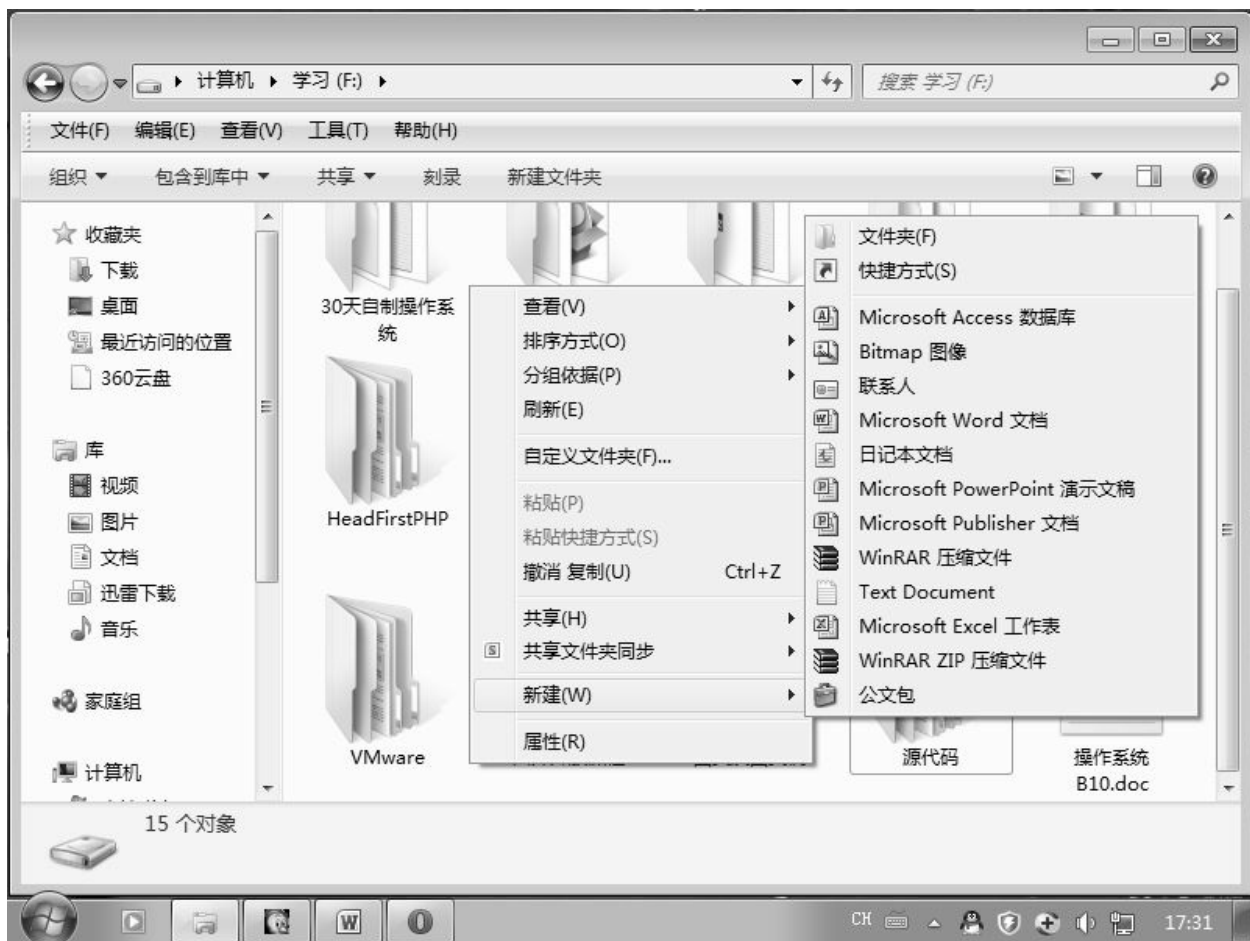 计算机 学习 (F:)
搜索 学习 (F:)
文件(F) 编辑(E) 查看(V) 工具(T) 帮助(H)
组织 包含到库中 共享 刻录 新建文件夹
收藏夹
下载
桌面
最近访问的位置
360云盘
库
视频
图片
文档
迅雷下载
音乐
家庭组
计算机
30天自制操作系
统
HeadFirstPHP
VMware
源代码
操作系统
B10.doc
查看(V)
排序方式(O)
分组依据(P)
刷新(E)
自定义文件夹(F)...
粘贴(P)
粘贴快捷方式(S)
撤消 复制(U) Ctrl+Z
共享(H)
S 共享文件夹同步
新建(W)
属性(R)
文件夹(F)
快捷方式(S)
Microsoft Access 数据库
Bitmap 图像
联系人
Microsoft Word 文档
日记本文档
Microsoft PowerPoint 演示文稿
Microsoft Publisher 文档
WinRAR 压缩文件
Text Document
Microsoft Excel 工作表
WinRAR ZIP 压缩文件
公文包
15 个对象
W
CH 17:31